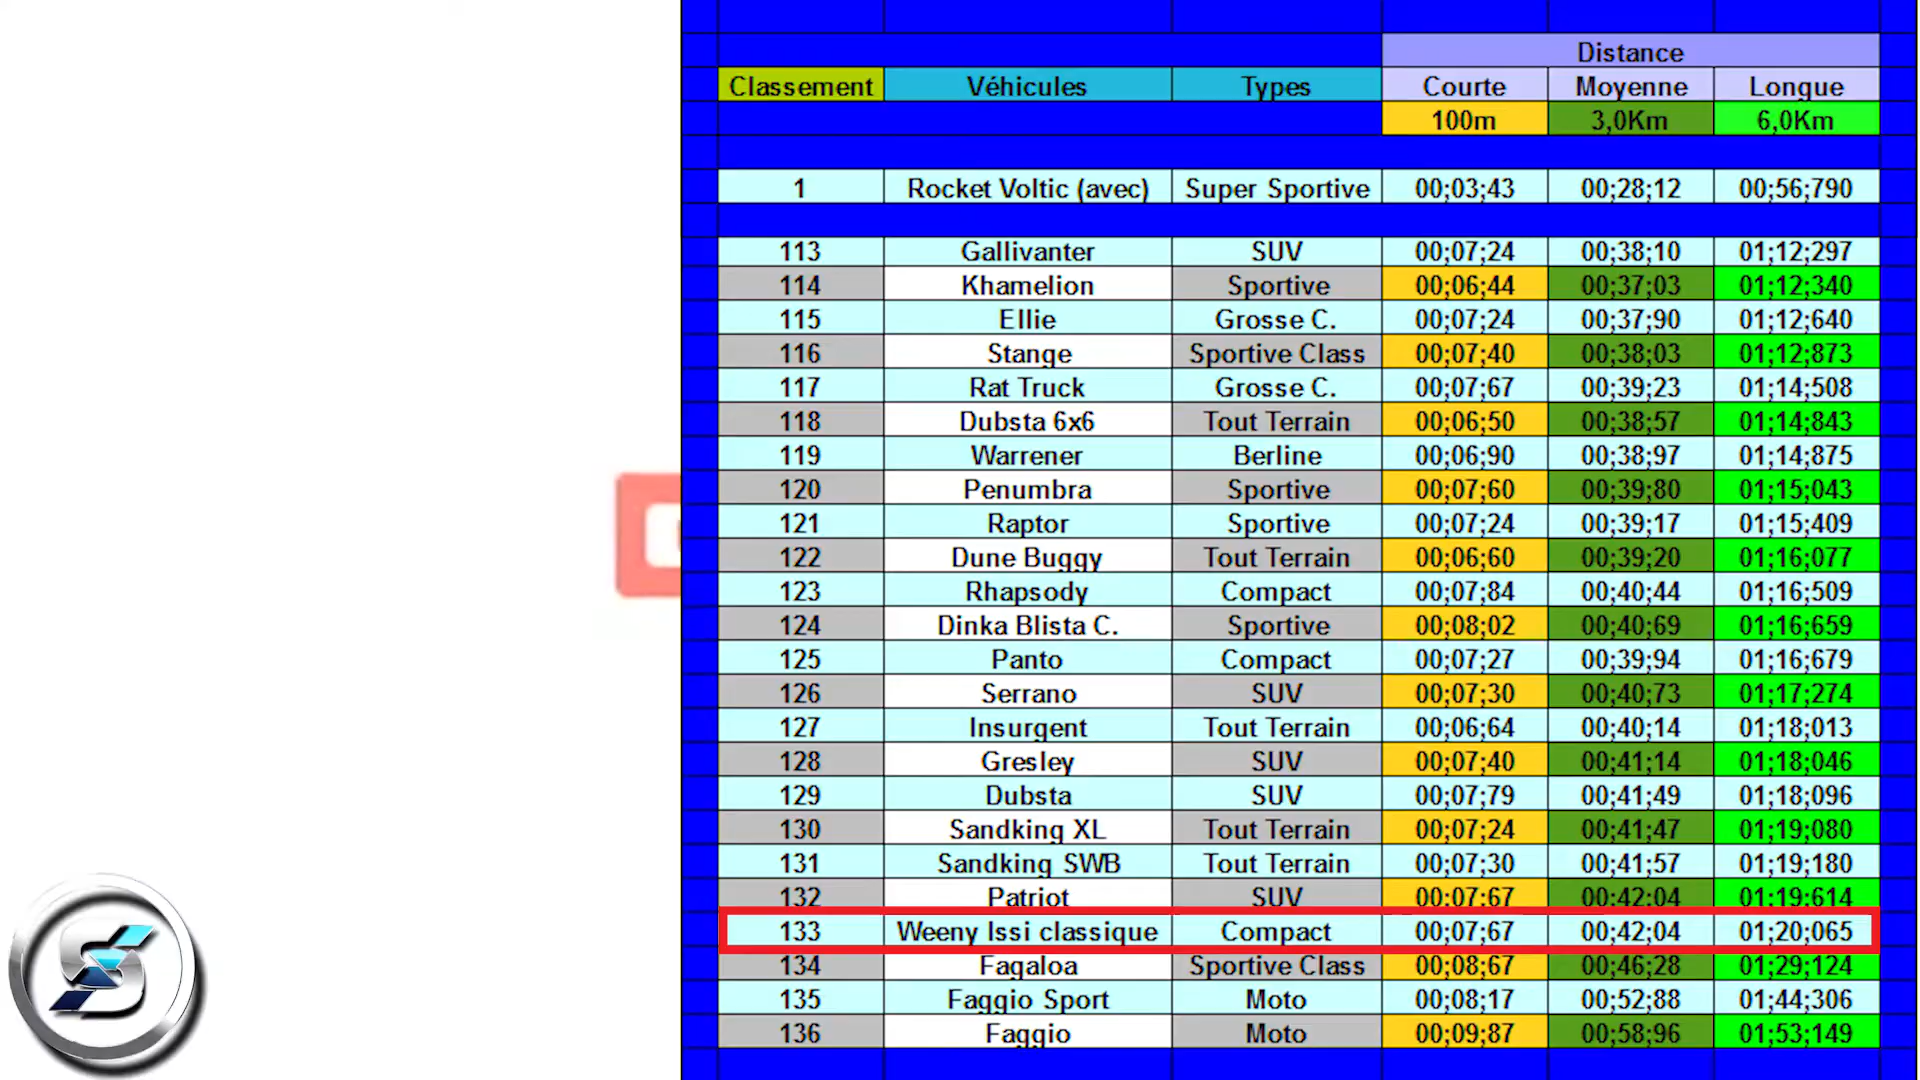 Distance
Classement Véhicules Types Courte Moyenne Longue
100m 3,0Km 6,0Km
1 Rocket Voltic (avec) Super Sportive 00;03;43 00;28;12 00;56;790
113 Gallivanter SUV 00;07;24 00;38;10 01;12;297
114 Khamelion Sportive 00;06;44 00;37;03 01;12;340
115 Ellie Grosse C. 00;07;24 00;37;90 01;12;640
116 Stange Sportive Class 00;07;40 00;38;03 01;12;873
117 Rat Truck Grosse C. 00;07;67 00;39;23 01;14;508
118 Dubsta 6x6 Tout Terrain 00;06;50 00;38;57 01;14;843
119 Warrener Berline 00;06;90 00;38;97 01;14;875
120 Penumbra Sportive 00;07;60 00;39;80 01;15;043
121 Raptor Sportive 00;07;24 00;39;17 01;15;409
122 Dune Buggy Tout Terrain 00;06;60 00;39;20 01;16;077
123 Rhapsody Compact 00;07;84 00;40;44 01;16;509
124 Dinka Blista C. Sportive 00;08;02 00;40;69 01;16;659
125 Panto Compact 00;07;27 00;39;94 01;16;679
126 Serrano SUV 00;07;30 00;40;73 01;17;274
127 Insurgent Tout Terrain 00;06;64 00;40;14 01;18;013
128 Gresley SUV 00;07;40 00;41;14 01;18;046
129 Dubsta SUV 00;07;79 00;41;49 01;18;096
130 Sandking XL Tout Terrain 00;07;24 00;41;47 01;19;080
131 Sandking SWB Tout Terrain 00;07;30 00;41;57 01;19;180
132 Patriot SUV 00;07;67 00;42;04 01;19;614
133 Weeny Issi classique Compact 00;07;67 00;42;04 01;20;065
134 Fagaloa Sportive Class 00;08;67 00;46;28 01;29;124
135 Faggio Sport Moto 00;08;17 00;52;88 01;44;306
136 Faggio Moto 00;09;87 00;58;96 01;53;149